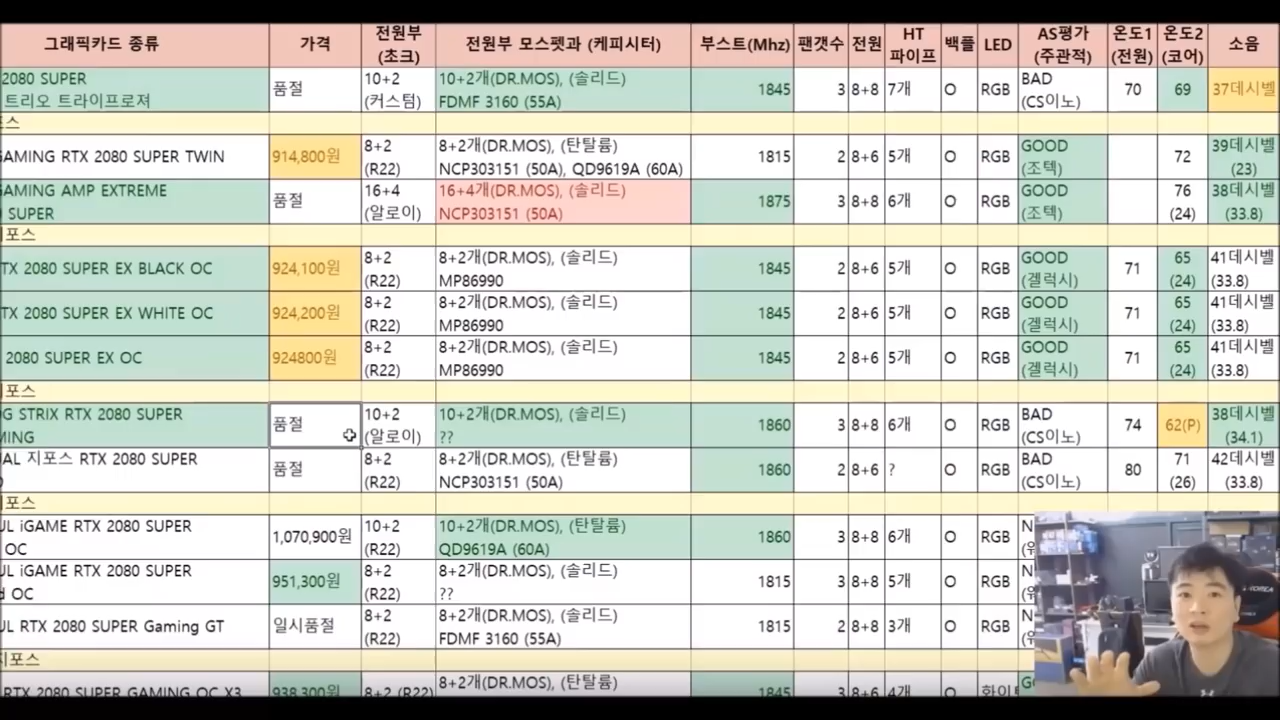 그래픽카드 종류 가격 전원부 (초크) 전원부 모스펫과 (케피시터) 부스트(Mhz) 팬갯수 전원 HT 파이프 백플 LED AS평가 (주관적) 온도1 (전원) 온도2 (코어) 소음
2080 SUPER 트리오 트라이프로져 품절 10+2 (커스텀) 10+2개(DR.MOS), (솔리드) FDMF 3160 (55A) 1845 3 8+8 7개 O RGB BAD (CS이노) 70 69 37데시벨
포스
GAMING RTX 2080 SUPER TWIN 914,800원 8+2 (R22) 8+2개(DR.MOS), (탄탈륨) NCP303151 (50A), QD9619A (60A) 1815 2 8+6 5개 O RGB GOOD (조텍) 72 39데시벨 (23)
GAMING AMP EXTREME SUPER 품절 16+4 (알로이) 16+4개(DR.MOS), (솔리드) NCP303151 (50A) 1875 3 8+8 6개 O RGB GOOD (조텍) 76 (24) 38데시벨 (33.8)
지포스
TX 2080 SUPER EX BLACK OC 924,100원 8+2 (R22) 8+2개(DR.MOS), (솔리드) MP86990 1845 2 8+6 5개 O RGB GOOD (겔럭시) 71 65 (24) 41데시벨 (33.8)
TX 2080 SUPER EX WHITE OC 924,200원 8+2 (R22) 8+2개(DR.MOS), (솔리드) MP86990 1845 2 8+6 5개 O RGB GOOD (겔럭시) 71 65 (24) 41데시벨 (33.8)
2080 SUPER EX OC 924800원 8+2 (R22) 8+2개(DR.MOS), (솔리드) MP86990 1845 2 8+6 5개 O RGB GOOD (겔럭시) 71 65 (24) 41데시벨 (33.8)
지포스
G STRIX RTX 2080 SUPER MING 품절 10+2 (알로이) 10+2개(DR.MOS), (솔리드) ?? 1860 3 8+8 6개 O RGB BAD (CS이노) 74 62(P) 38데시벨 (34.1)
UAL 지포스 RTX 2080 SUPER 품절 8+2 (R22) 8+2개(DR.MOS), (탄탈륨) NCP303151 (50A) 1860 2 8+6 ? O RGB BAD (CS이노) 80 71 (26) 42데시벨 (33.8)
지포스
UL iGAME RTX 2080 SUPER OC 1,070,900원 10+2 (R22) 10+2개(DR.MOS), (탄탈륨) QD9619A (60A) 1860 3 8+8 6개 O RGB N
UL iGAME RTX 2080 SUPER d OC 951,300원 8+2 (R22) 8+2개(DR.MOS), (솔리드) ?? 1815 3 8+8 5개 O RGB N
UL RTX 2080 SUPER Gaming GT 일시품절 8+2 (R22) 8+2개(DR.MOS), (솔리드) FDMF 3160 (55A) 1815 2 8+8 3개 O RGB N
지포스
RTX 2080 SUPER GAMING OC X3 938,300원 8+2 (R22) 8+2개(DR.MOS), (탄탈륨) 1845 3 8+6 4개 O 화이트